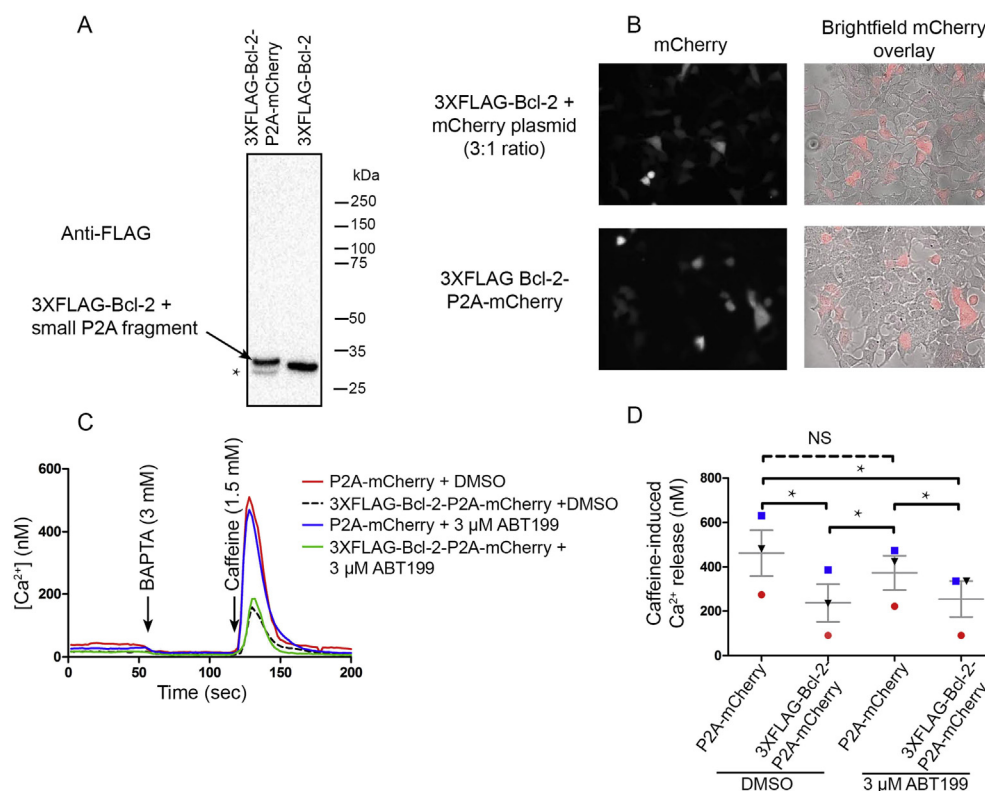 A
3XFLAG-Bcl-2-
P2A-mCherry
3XFLAG-Bcl-2
kDa
250
150
100
75
50
35
25
Anti-FLAG
3XFLAG-Bcl-2 +
small P2A fragment
*
B
mCherry
Brightfield mCherry
overlay
3XFLAG-Bcl-2 +
mCherry plasmid
(3:1 ratio)
3XFLAG Bcl-2-
P2A-mCherry
C
[Ca²⁺] (nM)
600
400
200
0
0
50
100
150
200
Time (sec)
BAPTA (3 mM)
Caffeine (1.5 mM)
P2A-mCherry + DMSO
3XFLAG-Bcl-2-P2A-mCherry +DMSO
P2A-mCherry + 3 µM ABT199
3XFLAG-Bcl-2-P2A-mCherry +
3 µM ABT199
D
Caffeine-induced
Ca²⁺ release (nM)
800
600
400
200
0
NS
*
*
*
*
P2A-mCherry
3XFLAG-Bcl-2-
P2A-mCherry
P2A-mCherry
3XFLAG-Bcl-2-
P2A-mCherry
DMSO
3 µM ABT199